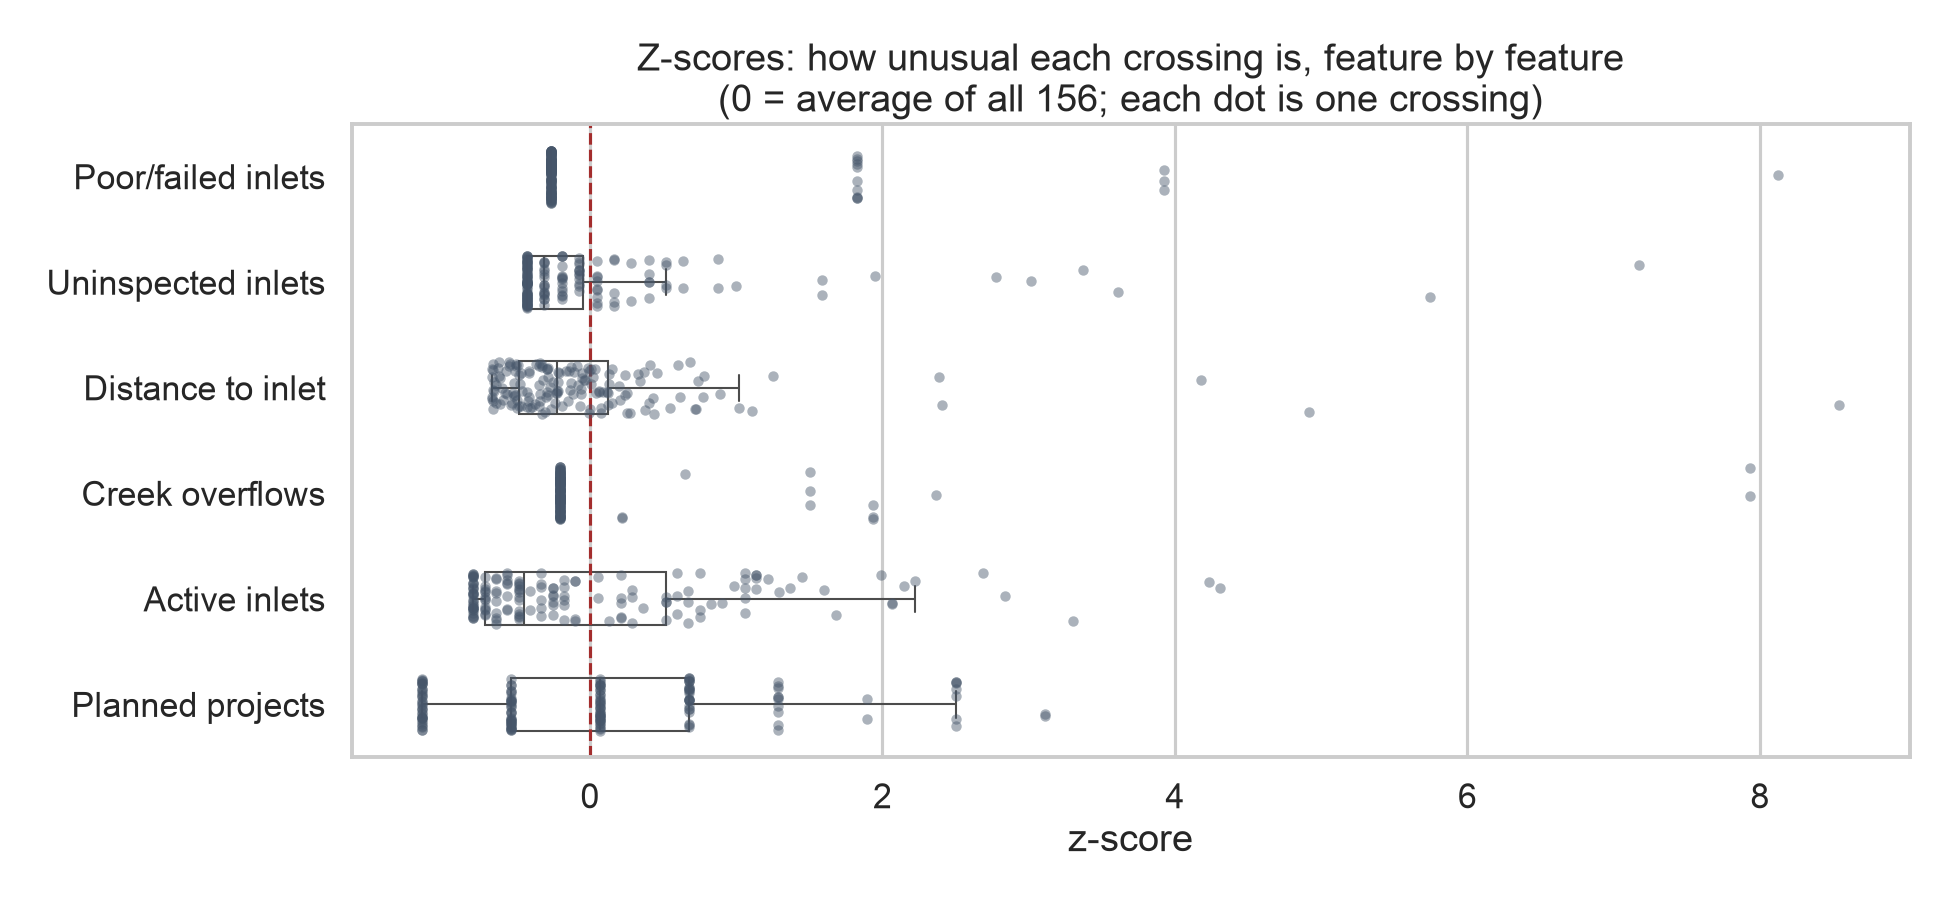 Z-scores: how unusual each crossing is, feature by feature
(0 = average of all 156; each dot is one crossing)
Poor/failed inlets
Uninspected inlets
Distance to inlet
Creek overflows
Active inlets
Planned projects
0 2 4 6 8
z-score